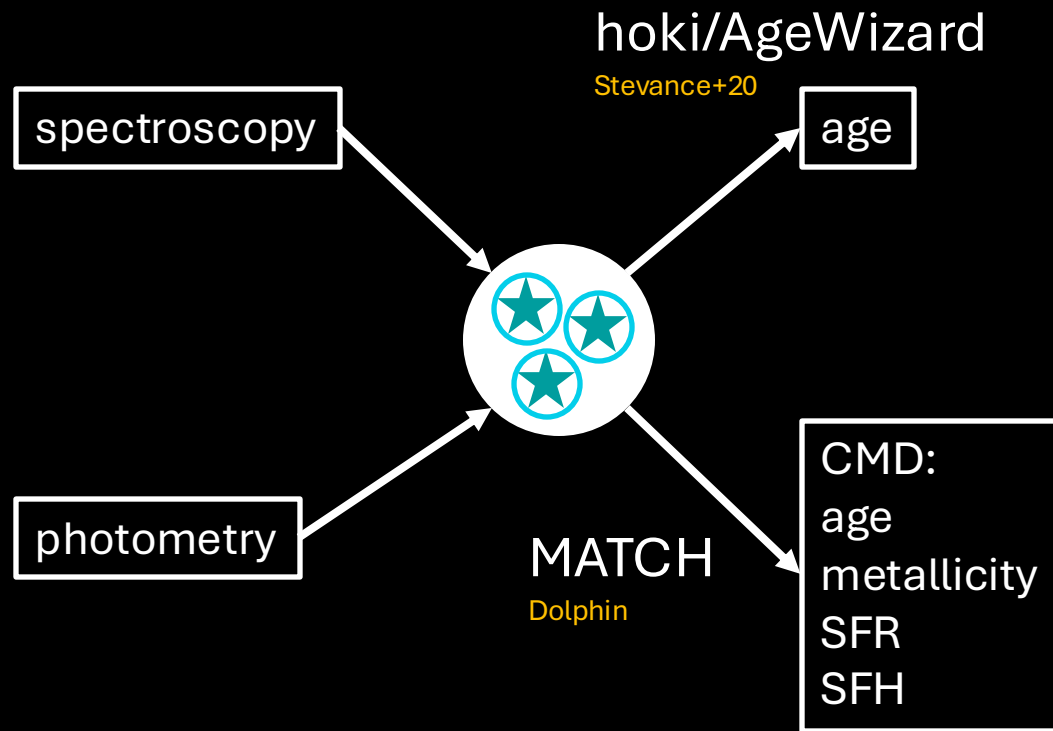 hoki/AgeWizard
Stevance+20
spectroscopy
age
photometry
MATCH
Dolphin
CMD:
age
metallicity
SFR
SFH